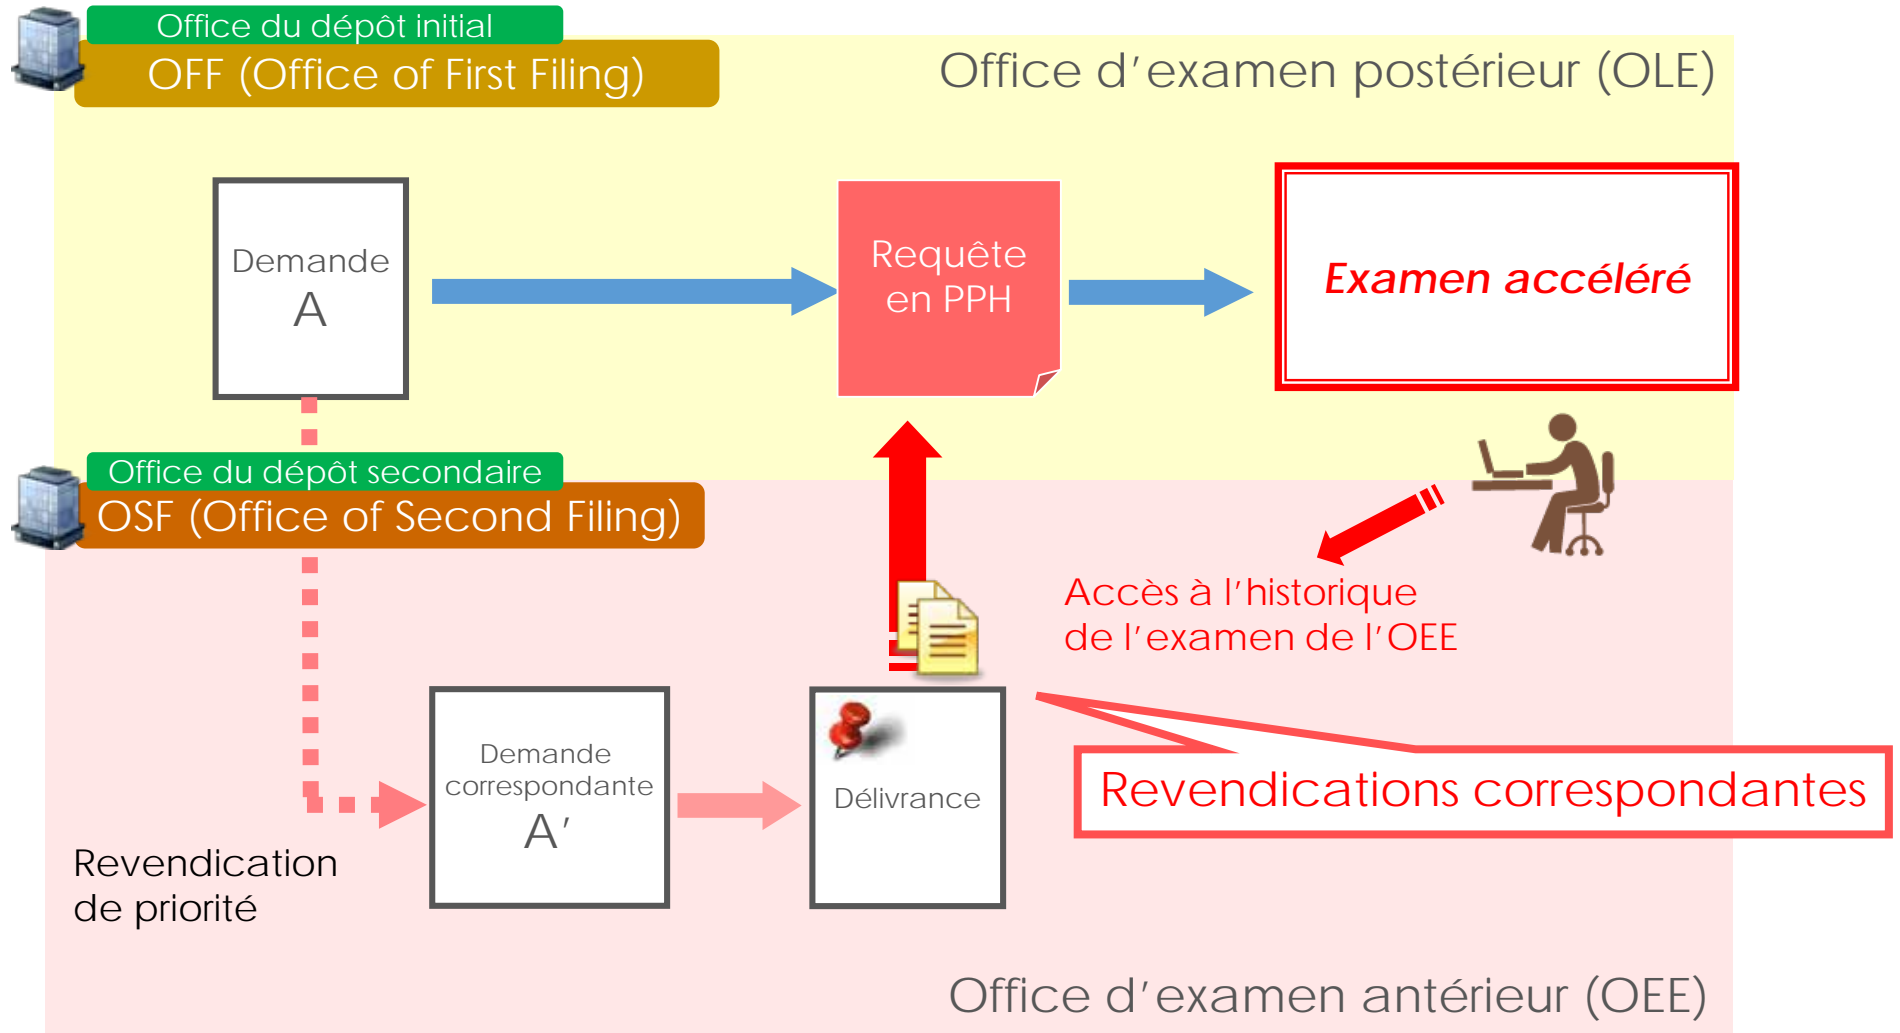 Office du dépôt initial
OFF (Office of First Filing)
Office d'examen postérieur (OLE)
Demande
A
Requête
en PPH
Examen accéléré
Office du dépôt secondaire
OSF (Office of Second Filing)
Accès à l'historique
de l'examen de l'OEE
Demande
correspondante
A'
Délivrance
Revendications correspondantes
Revendication
de priorité
Office d'examen antérieur (OEE)